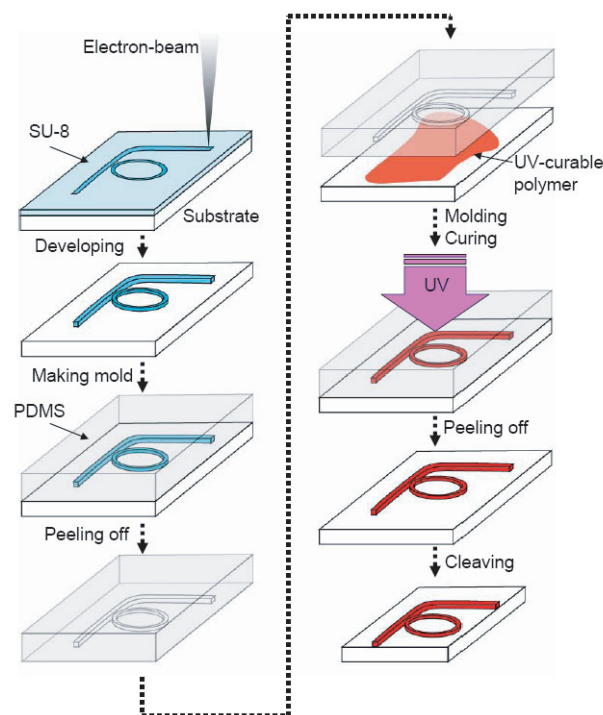 Electron-beam
SU-8
Substrate
Developing
Making mold
PDMS
Peeling off
UV-curable
polymer
Molding
Curing
UV
Peeling off
Cleaving